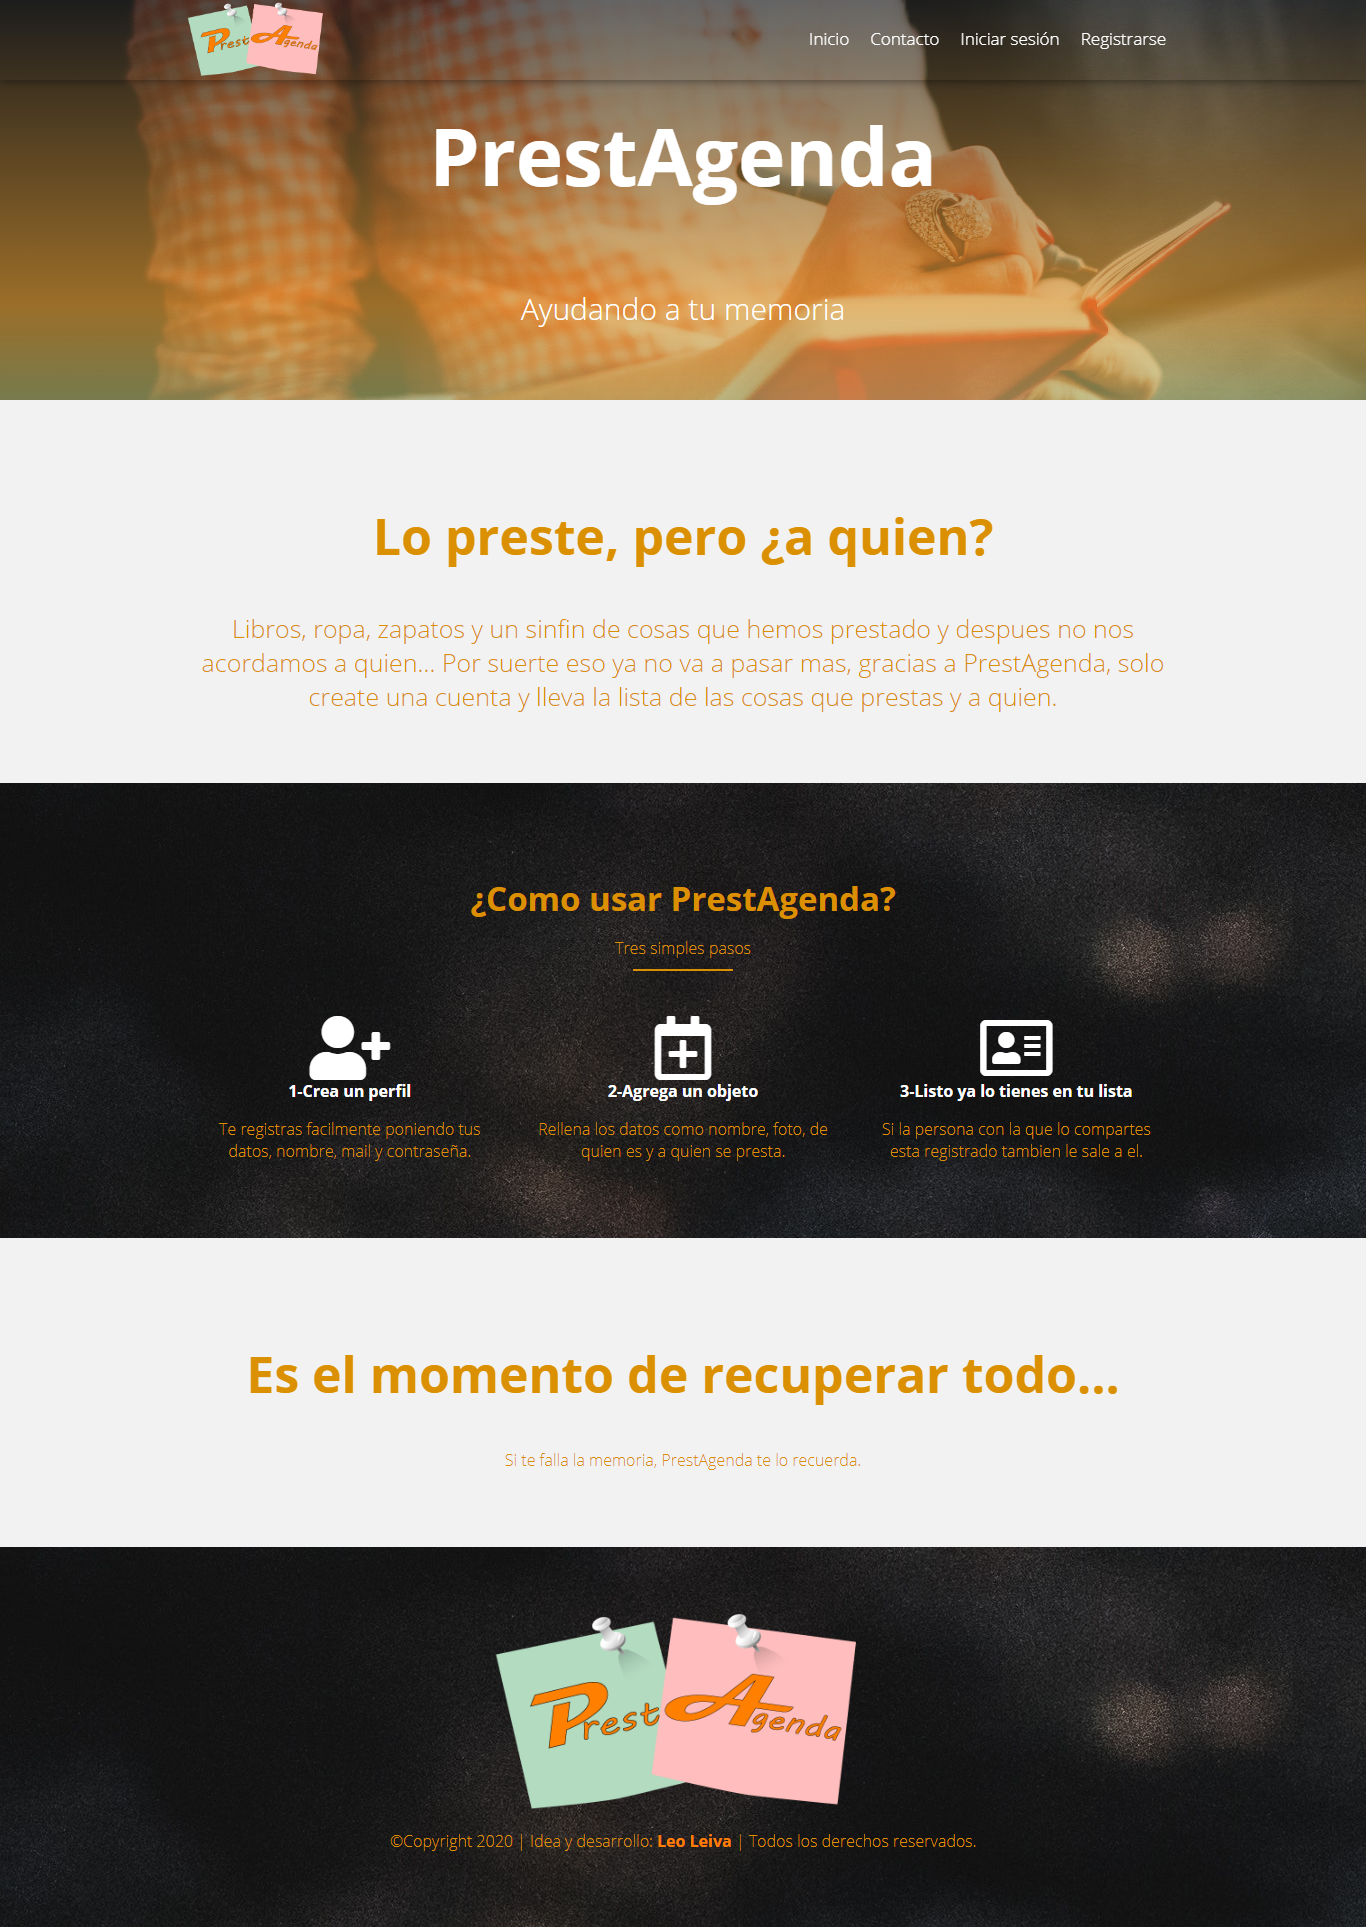 PrestAgenda
Inicio Contacto Iniciar sesión Registrarse
PrestAgenda
Ayudando a tu memoria
Lo preste, pero ¿a quien?
Libros, ropa, zapatos y un sinfin de cosas que hemos prestado y despues no nos
acordamos a quien... Por suerte eso ya no va a pasar mas, gracias a PrestAgenda, solo
create una cuenta y lleva la lista de las cosas que prestas y a quien.
¿Como usar PrestAgenda?
Tres simples pasos
1-Crea un perfil
Te registras facilmente poniendo tus
datos, nombre, mail y contraseña.
2-Agrega un objeto
Rellena los datos como nombre, foto, de
quien es y a quien se presta.
3-Listo ya lo tienes en tu lista
Si la persona con la que lo compartes
esta registrado tambien le sale a el.
Es el momento de recuperar todo...
Si te falla la memoria, PrestAgenda te lo recuerda.
PrestAgenda
©Copyright 2020 | Idea y desarrollo: Leo Leiva | Todos los derechos reservados.